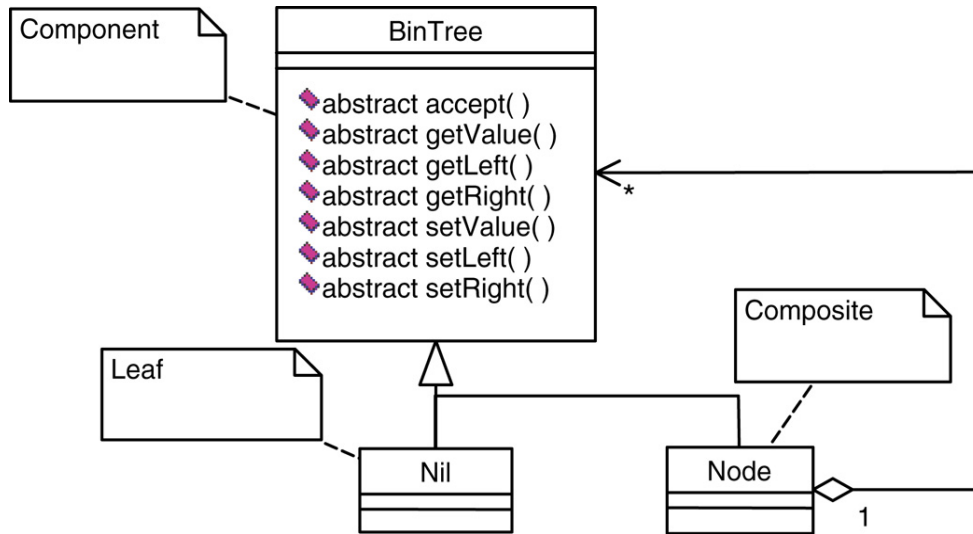 Component
BinTree
abstract accept( )
abstract getValue( )
abstract getLeft( )
abstract getRight( )
abstract setValue( )
abstract setLeft( )
abstract setRight( )
*
Composite
Leaf
Nil
Node
1